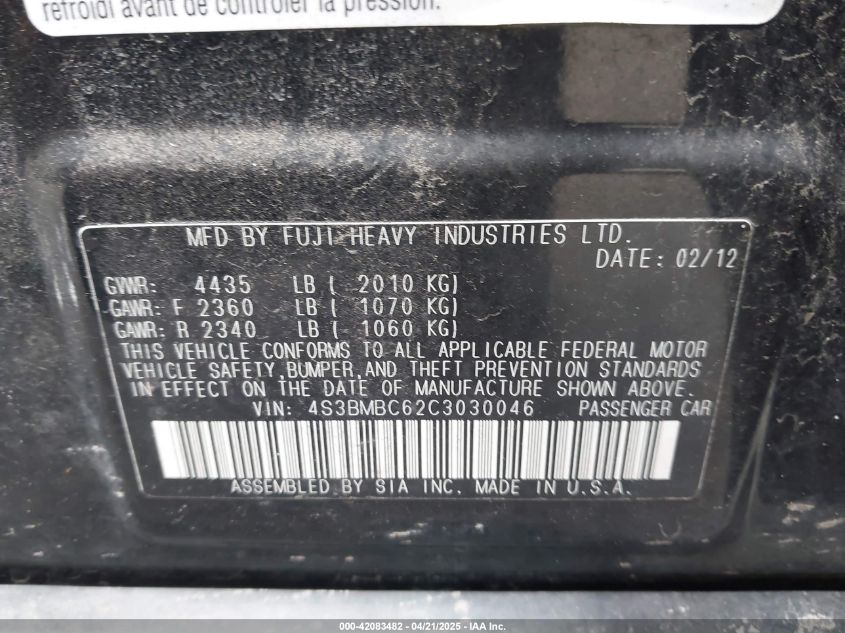 refroidi avant de contrôler la pression.
MFD BY FUJI HEAVY INDUSTRIES LTD.
DATE: 02/12
GVWR: 4435 LB ( 2010 KG)
GAWR: F 2360 LB ( 1070 KG)
GAWR: R 2340 LB ( 1060 KG)
THIS VEHICLE CONFORMS TO ALL APPLICABLE FEDERAL MOTOR
VEHICLE SAFETY,BUMPER,AND THEFT PREVENTION STANDARDS
IN EFFECT ON THE DATE OF MANUFACTURE SHOWN ABOVE.
VIN: 4S3BMBC62C3030046 PASSENGER CAR
ASSEMBLED BY SIA INC. MADE IN U.S.A.
000-42083482 - 04/21/2025 - IAA Inc.